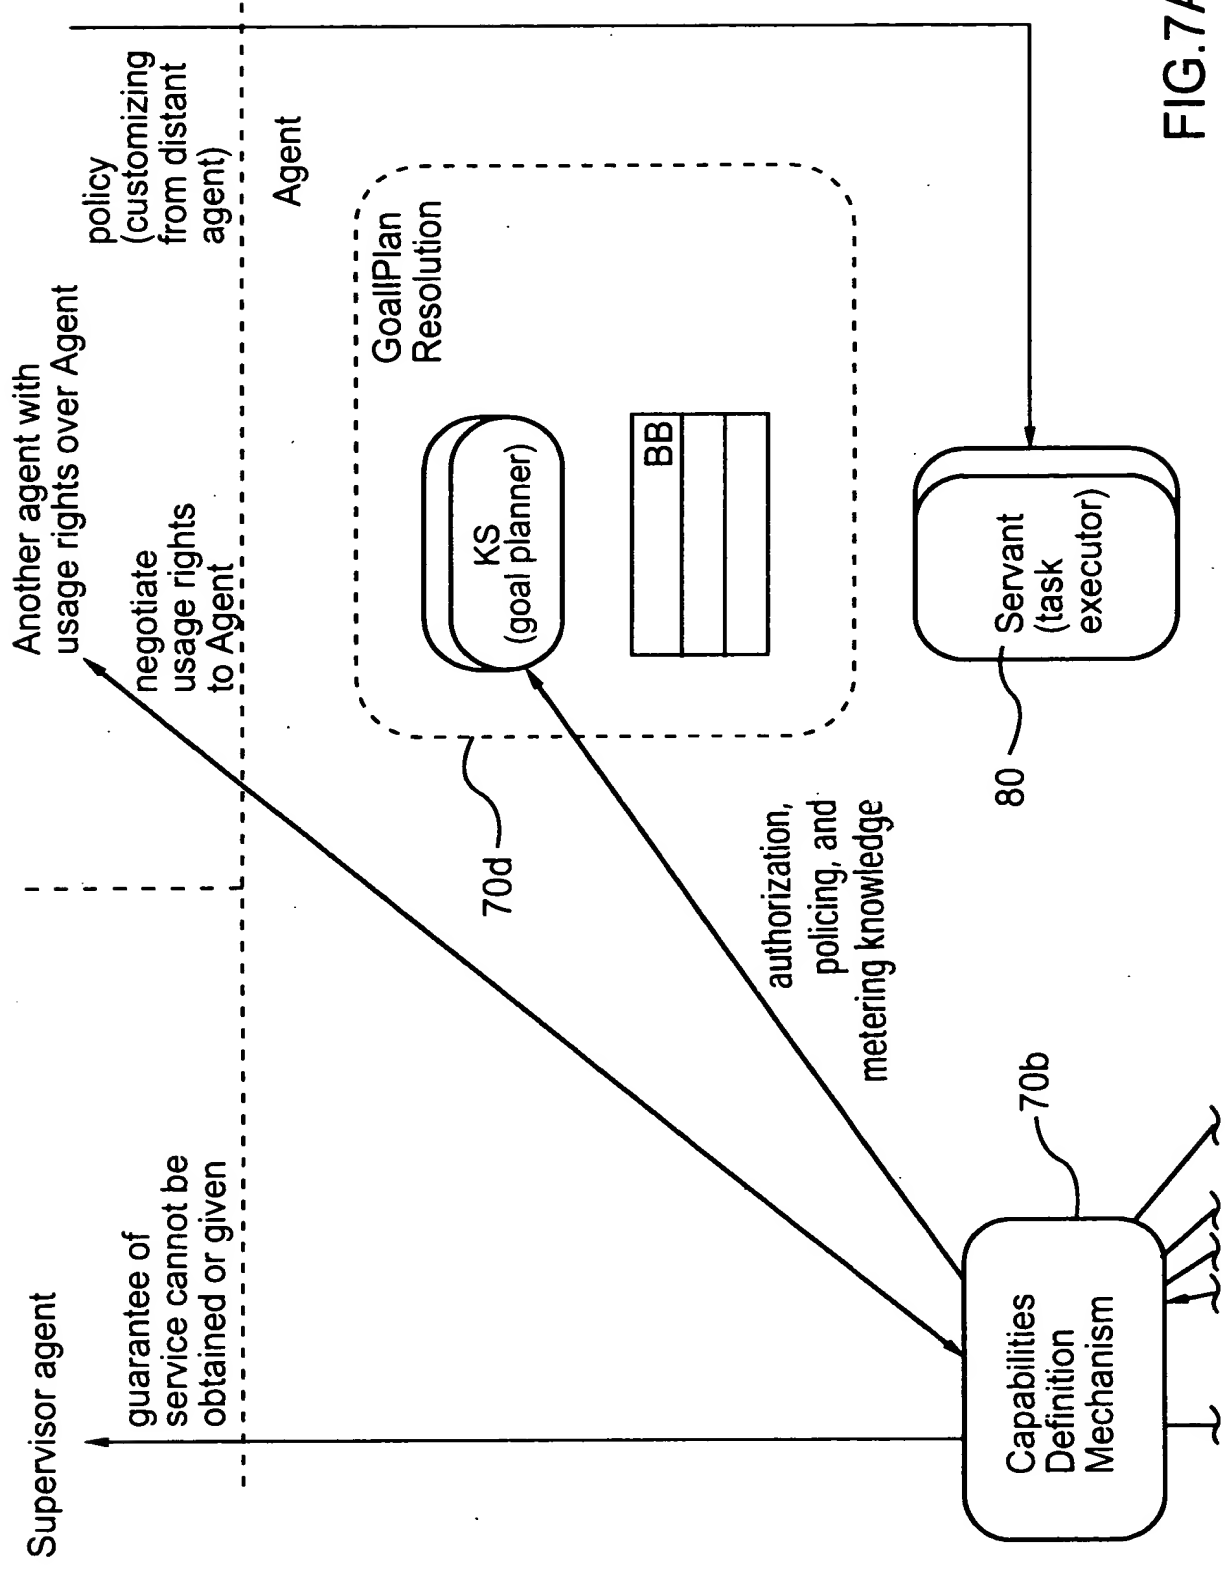 Supervisor agent
guarantee of
service cannot be
obtained or given
Another agent with
usage rights over Agent
negotiate
usage rights
to Agent
policy
(customizing
from distant
agent)
Agent
GoallPlan
Resolution
KS
(goal planner)
BB
70d
authorization,
policing, and
metering knowledge
80
Servant
(task
executor)
70b
Capabilities
Definition
Mechanism
FIG.7A